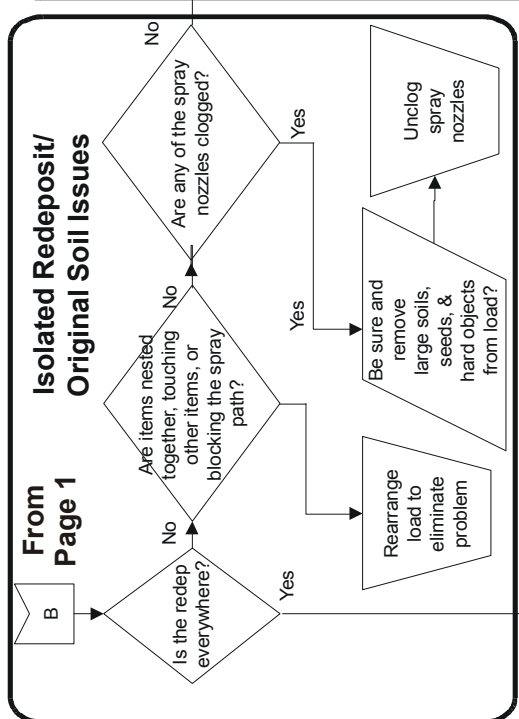 From
Page 1
Isolated Redeposit/
Original Soil Issues
B
Is the redep
everywhere?
No
Yes
Are items nested
together, touching
other items, or
blocking the spray
path?
No
Yes
Rearrange
load to
eliminate
problem
Are any of the spray
nozzles clogged?
No
Yes
Be sure and
remove
large soils,
seeds, &
hard objects
from load?
Unclog
spray
nozzles